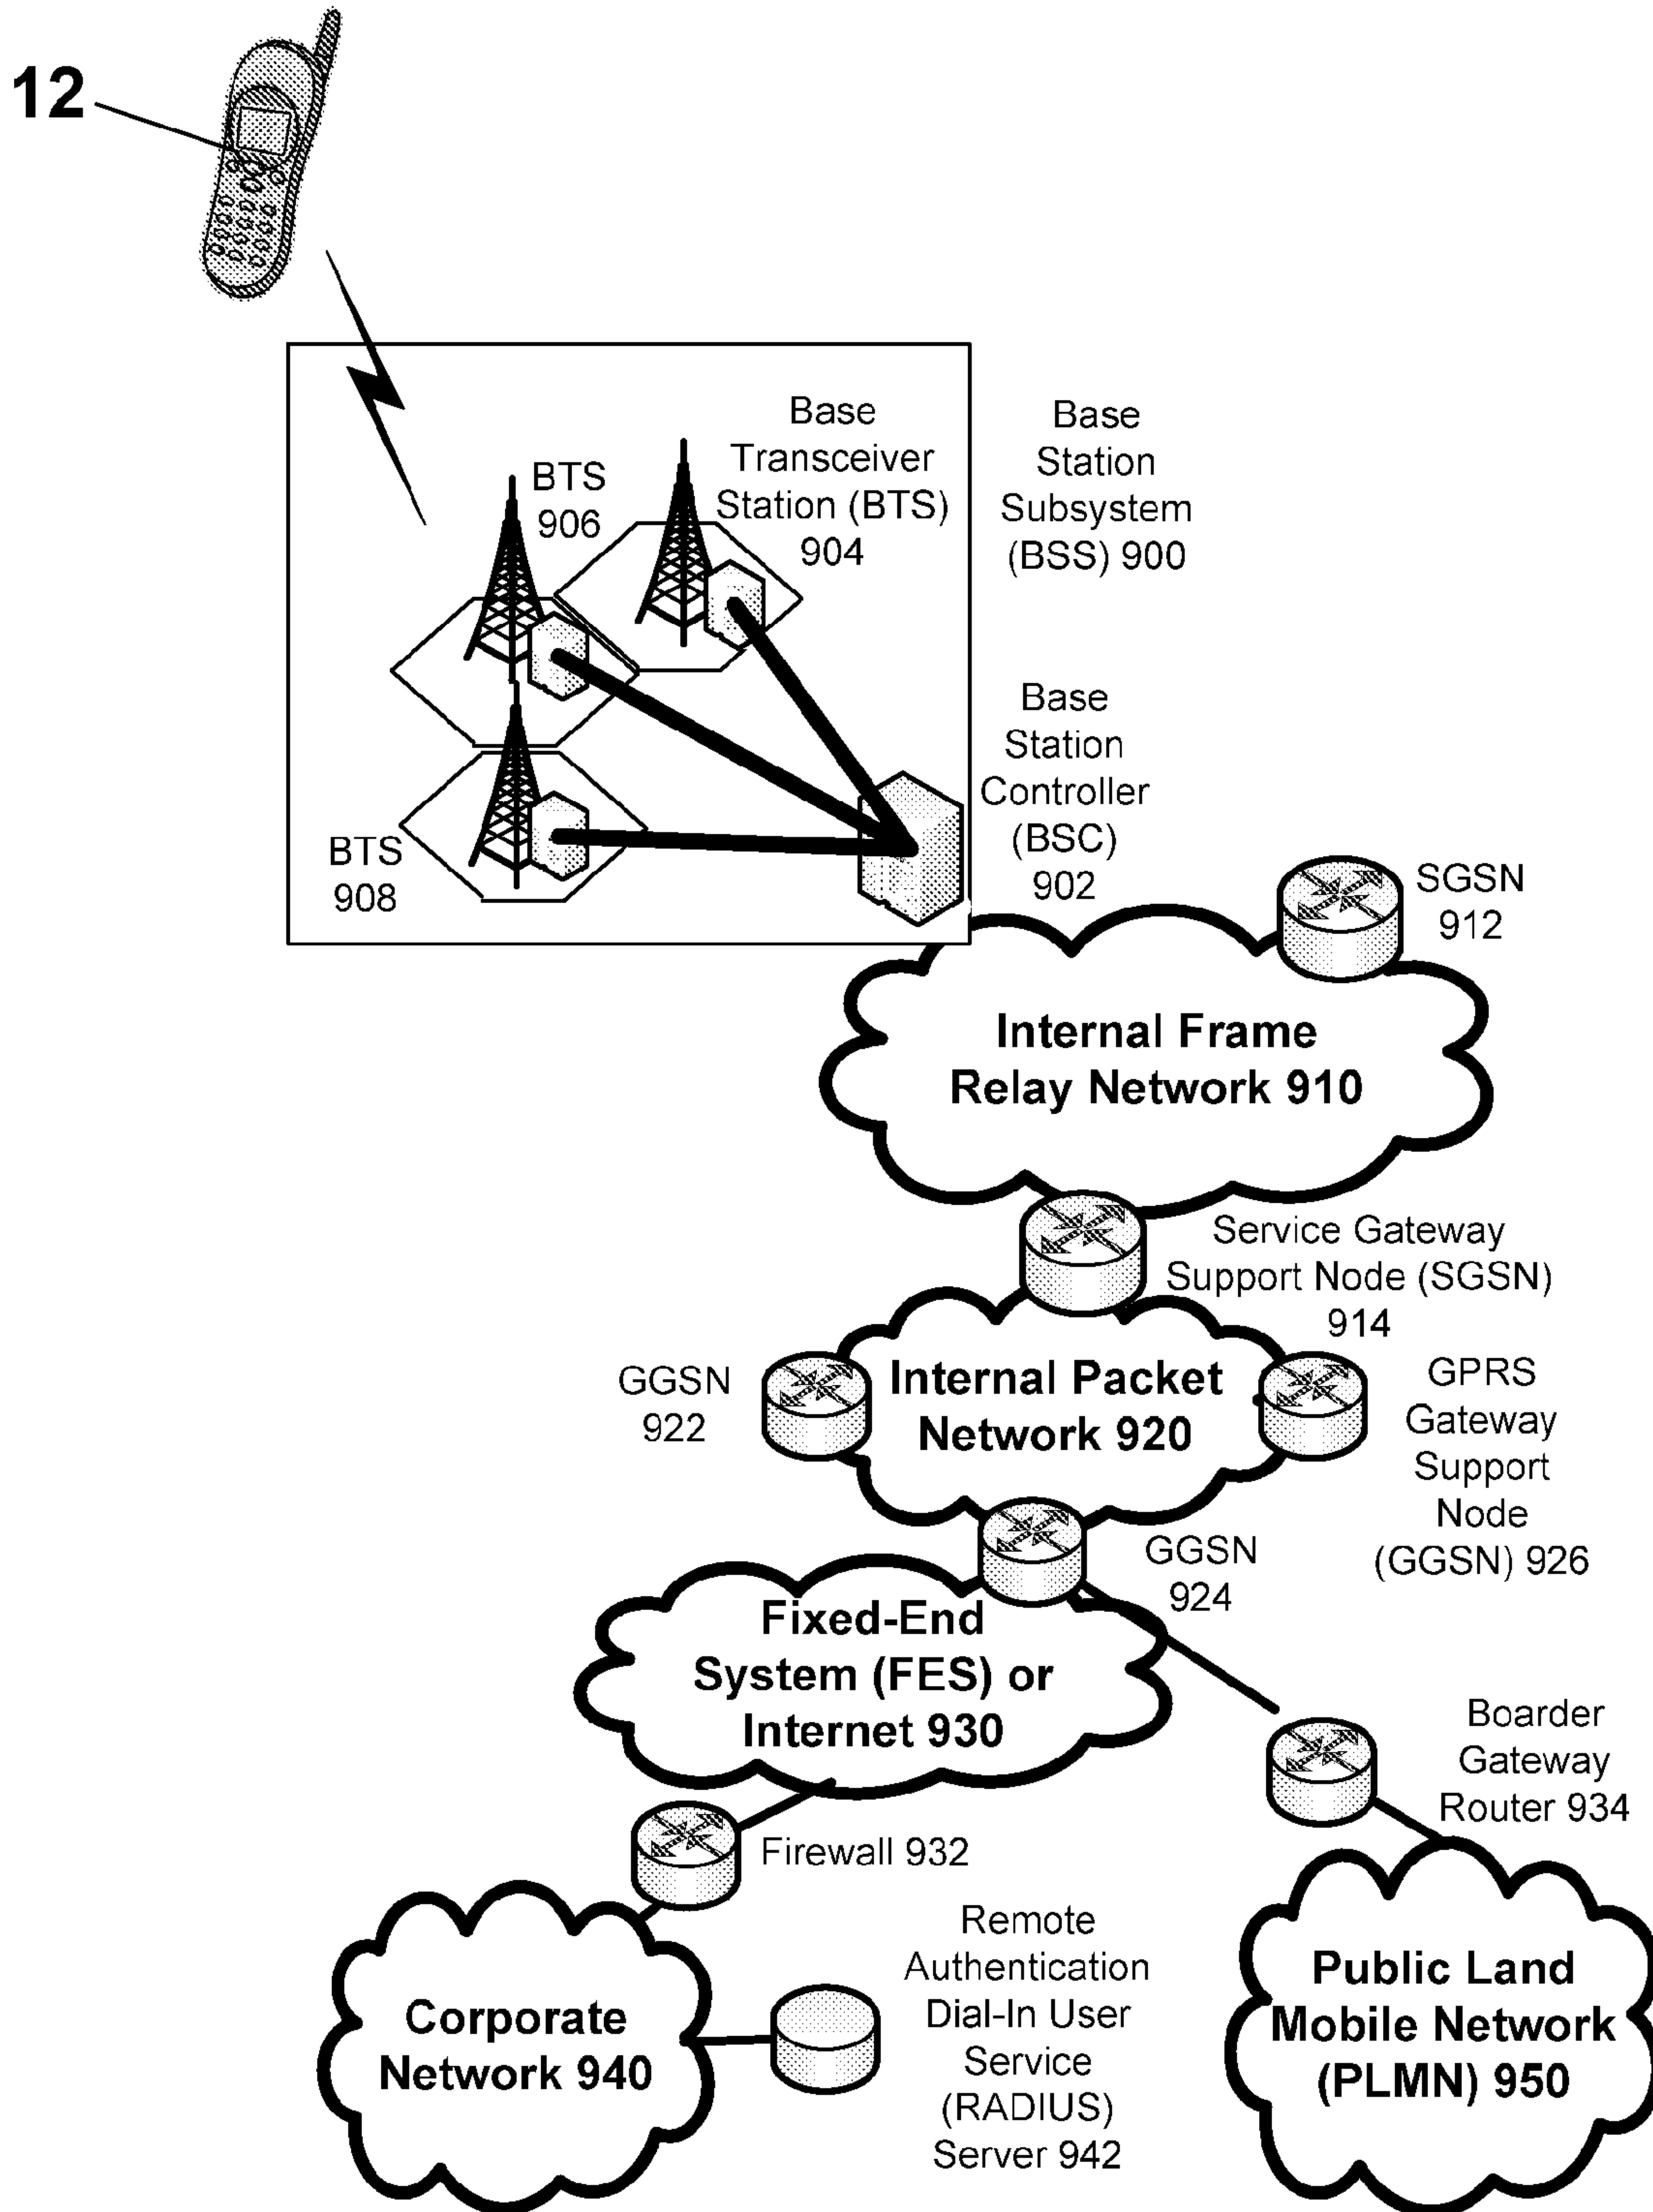 12
Base
Transceiver
Station (BTS)
904
BTS
906
Base
Station
Subsystem
(BSS) 900
Base
Station
Controller
(BSC)
902
BTS
908
SGSN
912
Internal Frame
Relay Network 910
Service Gateway
Support Node (SGSN)
914
GGSN
922
Internal Packet
Network 920
GPRS
Gateway
Support
Node
(GGSN) 926
GGSN
924
Fixed-End
System (FES) or
Internet 930
Boarder
Gateway
Router 934
Firewall 932
Corporate
Network 940
Remote
Authentication
Dial-In User
Service
(RADIUS)
Server 942
Public Land
Mobile Network
(PLMN) 950